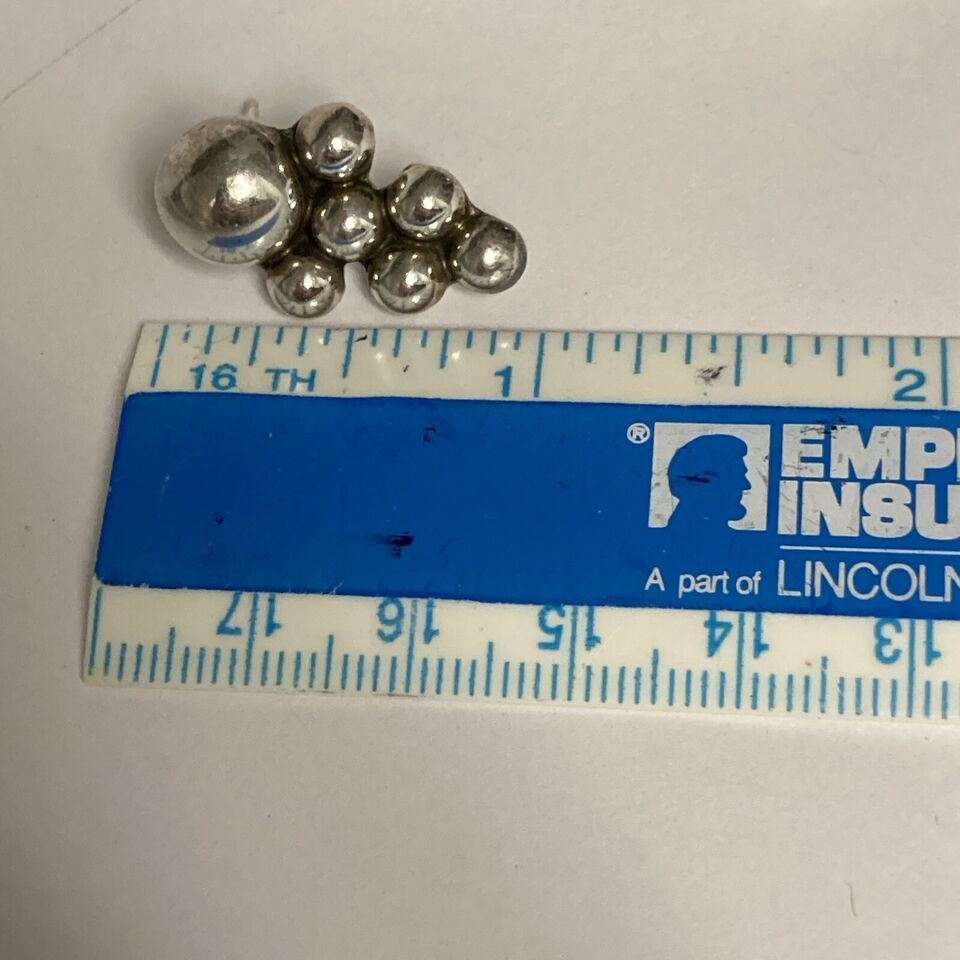 16 TH 1 2
® EMP
INSU
A part of LINCOLN
17 16 15 14 13